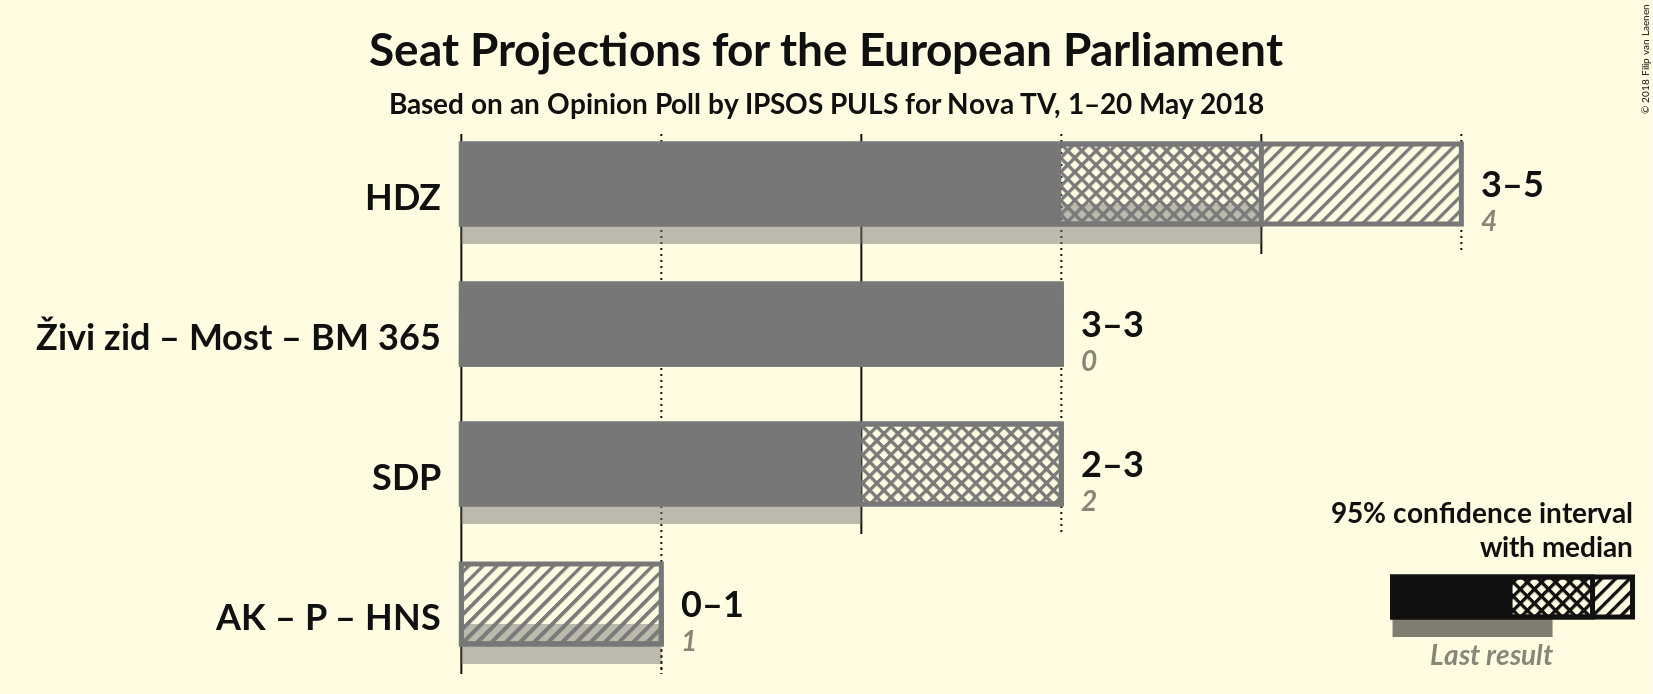 Seat Projections for the European Parliament
Based on an Opinion Poll by IPSOS PULS for Nova TV, 1–20 May 2018
© 2018 Filip van Laenen
HDZ
3–5
4
Živi zid – Most – BM 365
3–3
0
SDP
2–3
2
AK – P – HNS
0–1
1
95% confidence interval
with median
Last result